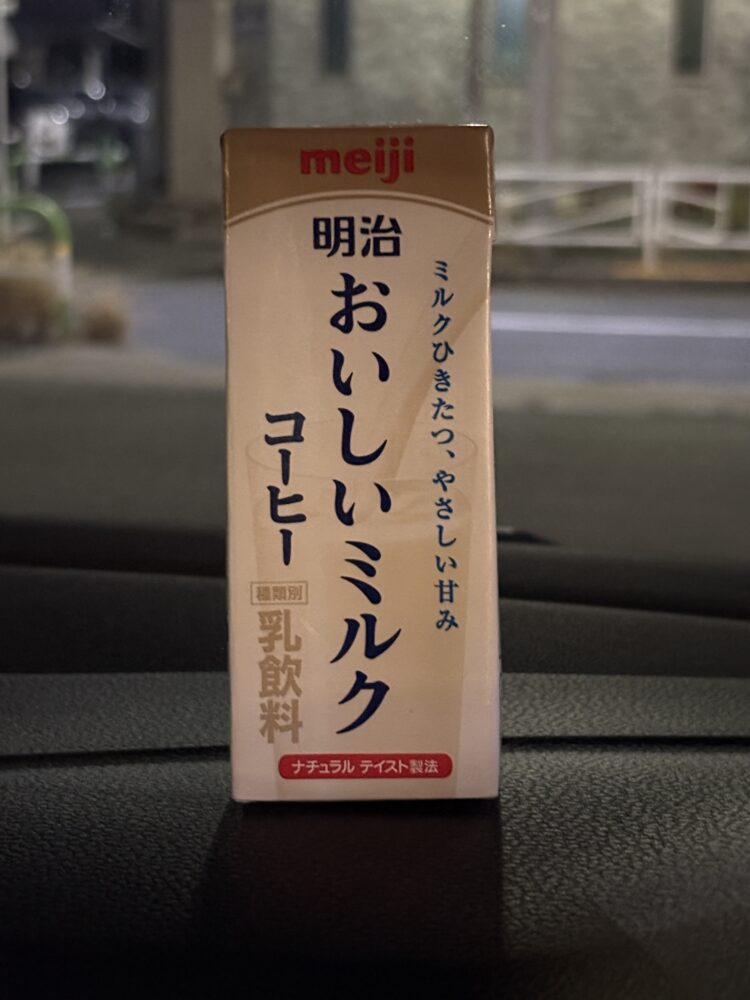 meiji
明治
ミルクひきたつ、やさしい甘み
おいしいミルク
コーヒー
種類別
乳飲料
ナチュラル テイスト製法